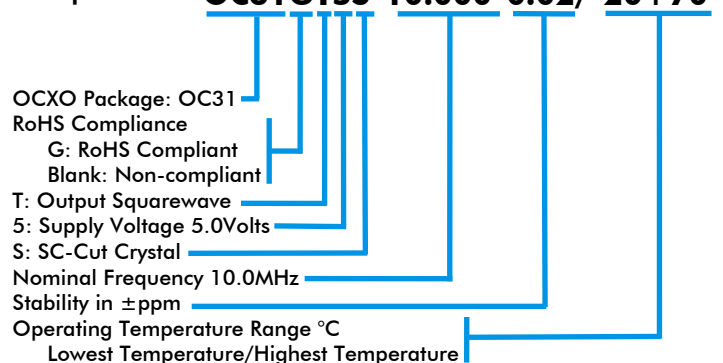 OCXO Package: OC31
RoHS Compliance
G: RoHS Compliant
Blank: Non-compliant
T: Output Squarewave
5: Supply Voltage 5.0Volts
S: SC-Cut Crystal
Nominal Frequency 10.0MHz
Stability in ±ppm
Operating Temperature Range °C
Lowest Temperature/Highest Temperature